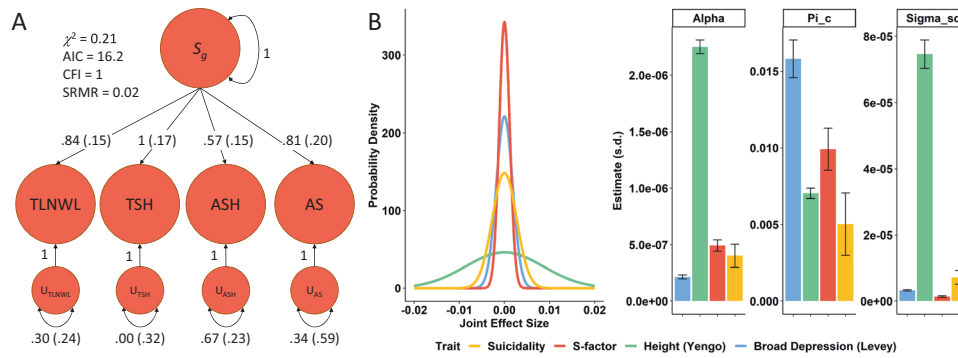 A
χ² = 0.21
AIC = 16.2
CFI = 1
SRMR = 0.02
Sg
1
.84 (.15)
1 (.17)
.57 (.15)
.81 (.20)
TLNWL
TSH
ASH
AS
1
1
1
1
UTLNWL
UTSH
UASH
UAS
.30 (.24)
.00 (.32)
.67 (.23)
.34 (.59)
B
Probability Density
300
200
100
0
-0.02
-0.01
0.00
0.01
0.02
Joint Effect Size
Estimate (s.d.)
Alpha
2.0e-06
1.5e-06
1.0e-06
5.0e-07
0.0e+00
Pi_c
0.015
0.010
0.005
0.000
Sigma_sq
8e-05
6e-05
4e-05
2e-05
0e+00
Trait
Suicidality
S-factor
Height (Yengo)
Broad Depression (Levey)